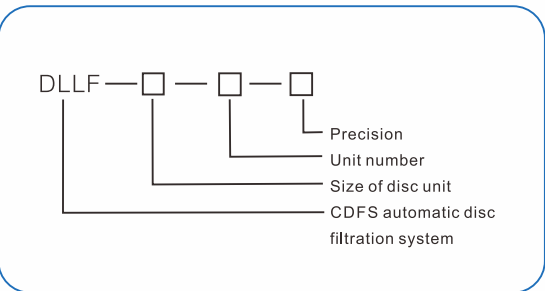 DLLF — □ — □ — □
Precision
Unit number
Size of disc unit
CDFS automatic disc
filtration system